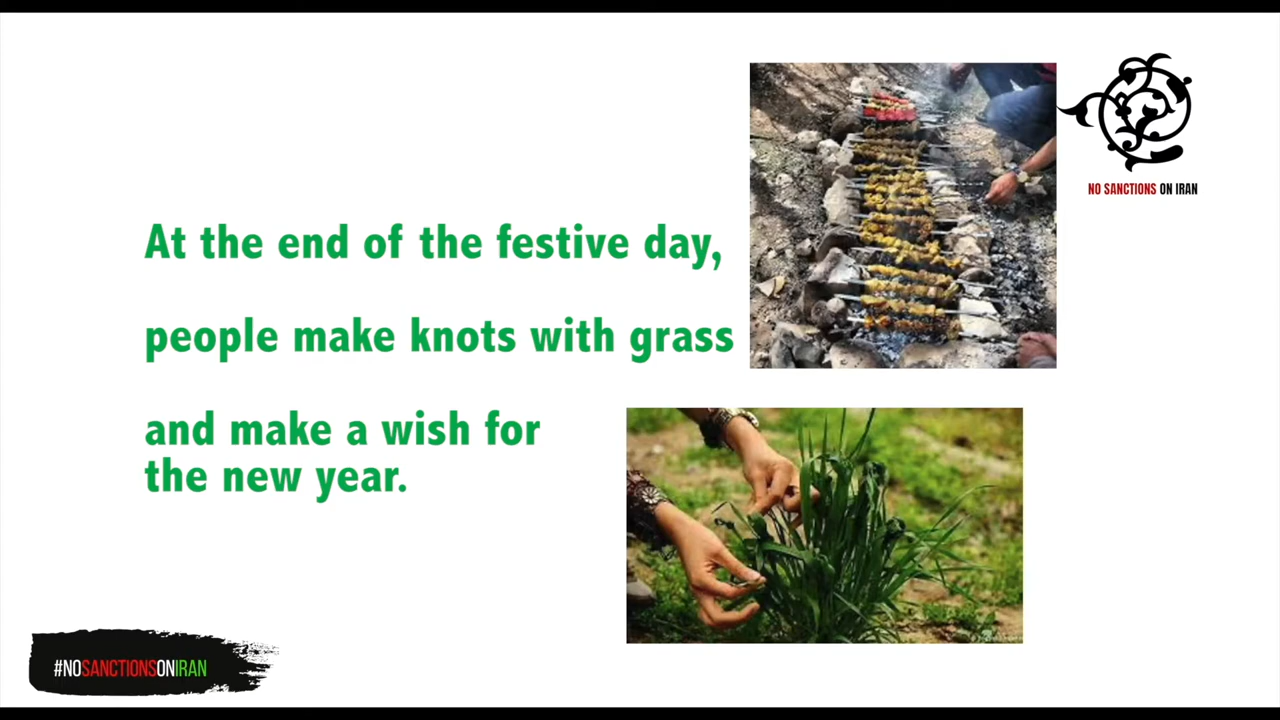 At the end of the festive day,
people make knots with grass
and make a wish for
the new year.
NO SANCTIONS ON IRAN
#NOSANCTIONSONIRAN